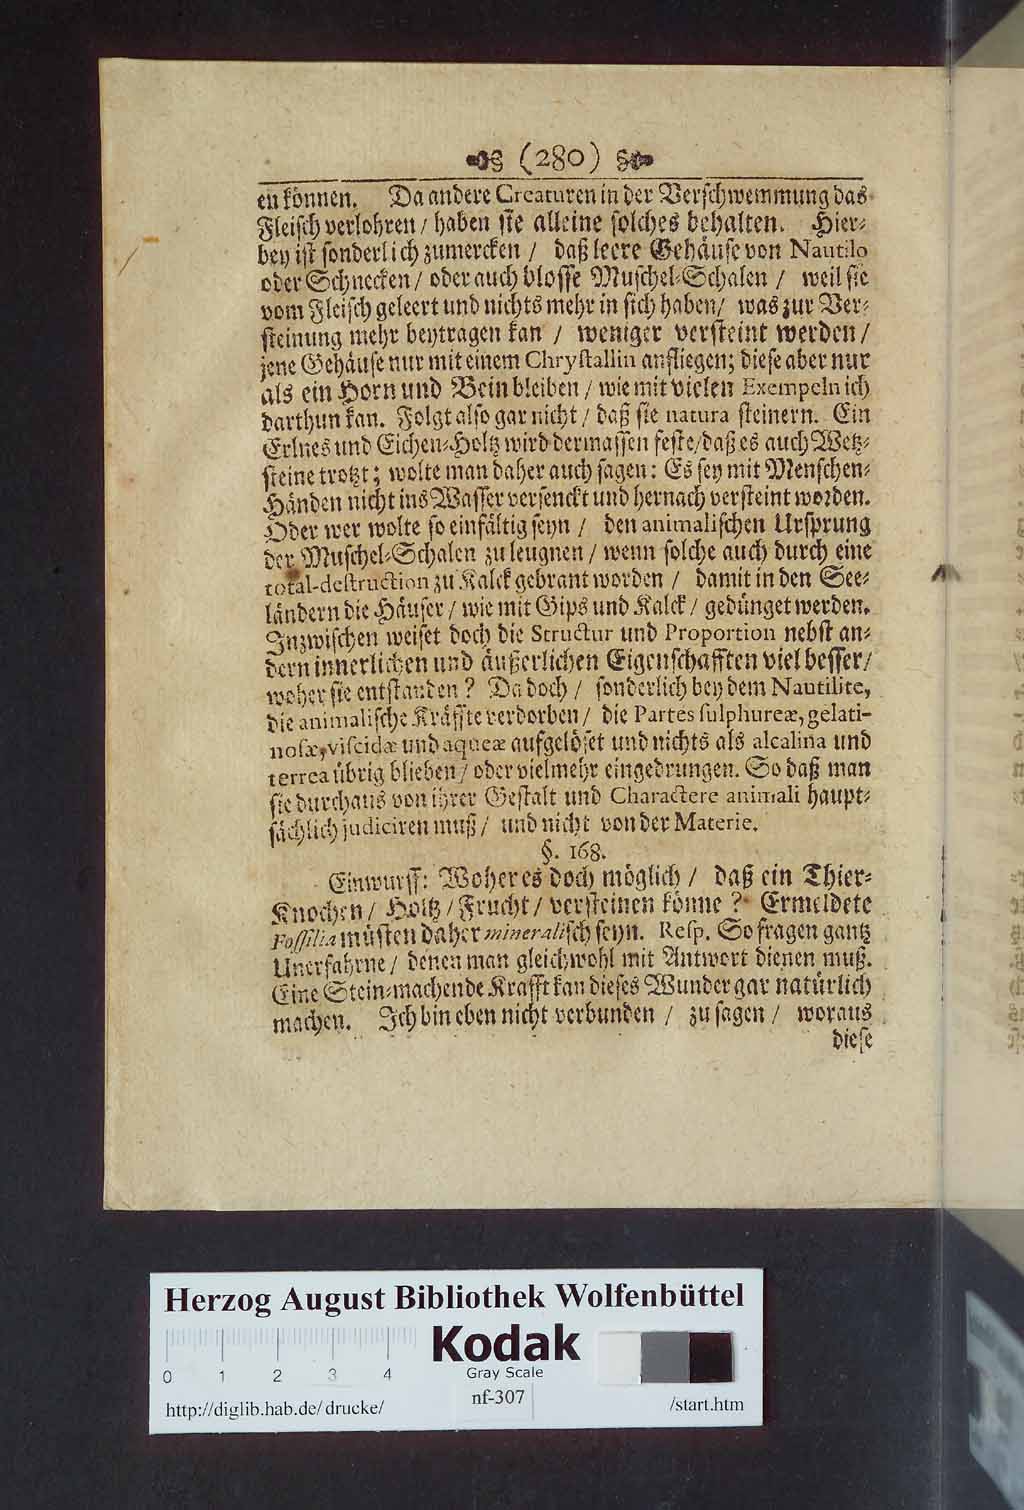 (280)
en können. Da andere Creaturen in der Verschwemmung das
Fleisch verlohren / haben sie alleine solches behalten. Hier-
bey ist sonderlich zumercken / daß leere Gehäuse von Nautilo
oder Schnecken / oder auch blosse Muschel-Schalen / weil sie
vom Fleisch geleert und nichts mehr in sich haben / was zur Ver-
steinung mehr beytragen kan / weniger versteint werden /
jene Gehäuse nur mit einem Chrystallin anfliegen; diese aber nur
als ein Horn und Bein bleiben / wie mit vielen Exempeln ich
darthun kan. Folgt also gar nicht / daß sie natura steinern. Ein
Erlnes und Eichen-Holtz wird dermassen feste / daß es auch Wetz-
steine trotzt; wolte man daher auch sagen: Es sey mit Menschen-
Händen nicht ins Wasser versenckt und hernach versteint worden.
Oder wer wolte so einfältig seyn / den animalischen Ursprung
der Muschel-Schalen zu leugnen / wenn solche auch durch eine
total-destruction zu Kalck gebrant worden / damit in den See-
ländern die Häuser / wie mit Gips und Kalck / gedünget werden.
Inzwischen weiset doch die Structur und Proportion nebst an-
dern innerlichen und äußerlichen Eigenschafften viel besser /
woher sie entstanden? Da doch / sonderlich bey dem Nautilite,
die animalische Kräffte verdorben / die Partes sulphureæ, gelati-
nosæ, viscidæ und aqueæ aufgelöset und nichts als alcalina und
terrea übrig blieben / oder vielmehr eingedrungen. So daß man
sie durchaus von ihrer Gestalt und Charactere animali haupt-
sächlich judiciren muß / und nicht von der Materie.
§. 168.
Einwurff: Woher es doch möglich / daß ein Thier-
Knochen / Holtz / Frucht / versteinen könne? Ermeldete
Fossilia müsten daher mineralisch seyn. Resp. So fragen gantz
Unerfahrne / denen man gleichwohl mit Antwort dienen muß.
Eine Stein-machende Krafft kan dieses Wunder gar natürlich
machen. Ich bin eben nicht verbunden / zu sagen / woraus
diese
Herzog August Bibliothek Wolfenbüttel
Kodak
Gray Scale
0 1 2 3 4
nf-307
http://diglib.hab.de/drucke/ /start.htm